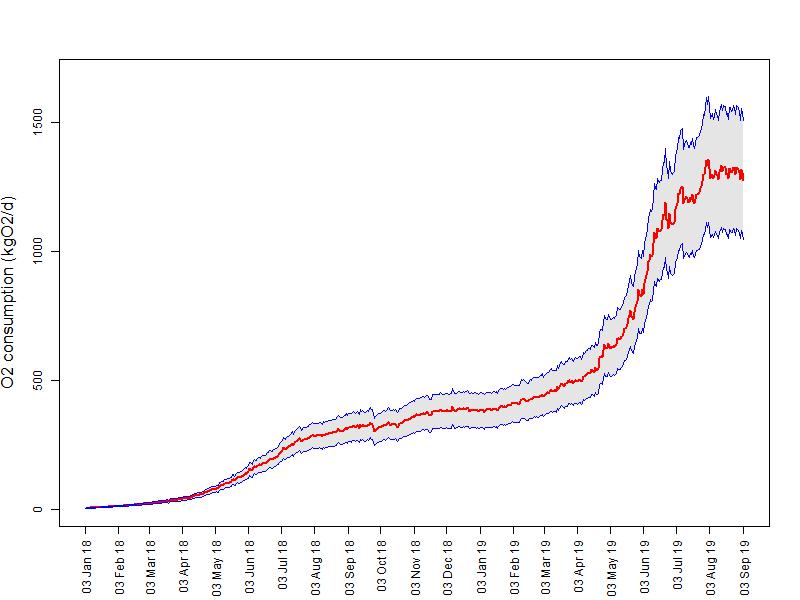 O2 consumption (kgO2/d)
1500
1000
500
0
03 Jan 18
03 Feb 18
03 Mar 18
03 Apr 18
03 May 18
03 Jun 18
03 Jul 18
03 Aug 18
03 Sep 18
03 Oct 18
03 Nov 18
03 Dec 18
03 Jan 19
03 Feb 19
03 Mar 19
03 Apr 19
03 May 19
03 Jun 19
03 Jul 19
03 Aug 19
03 Sep 19